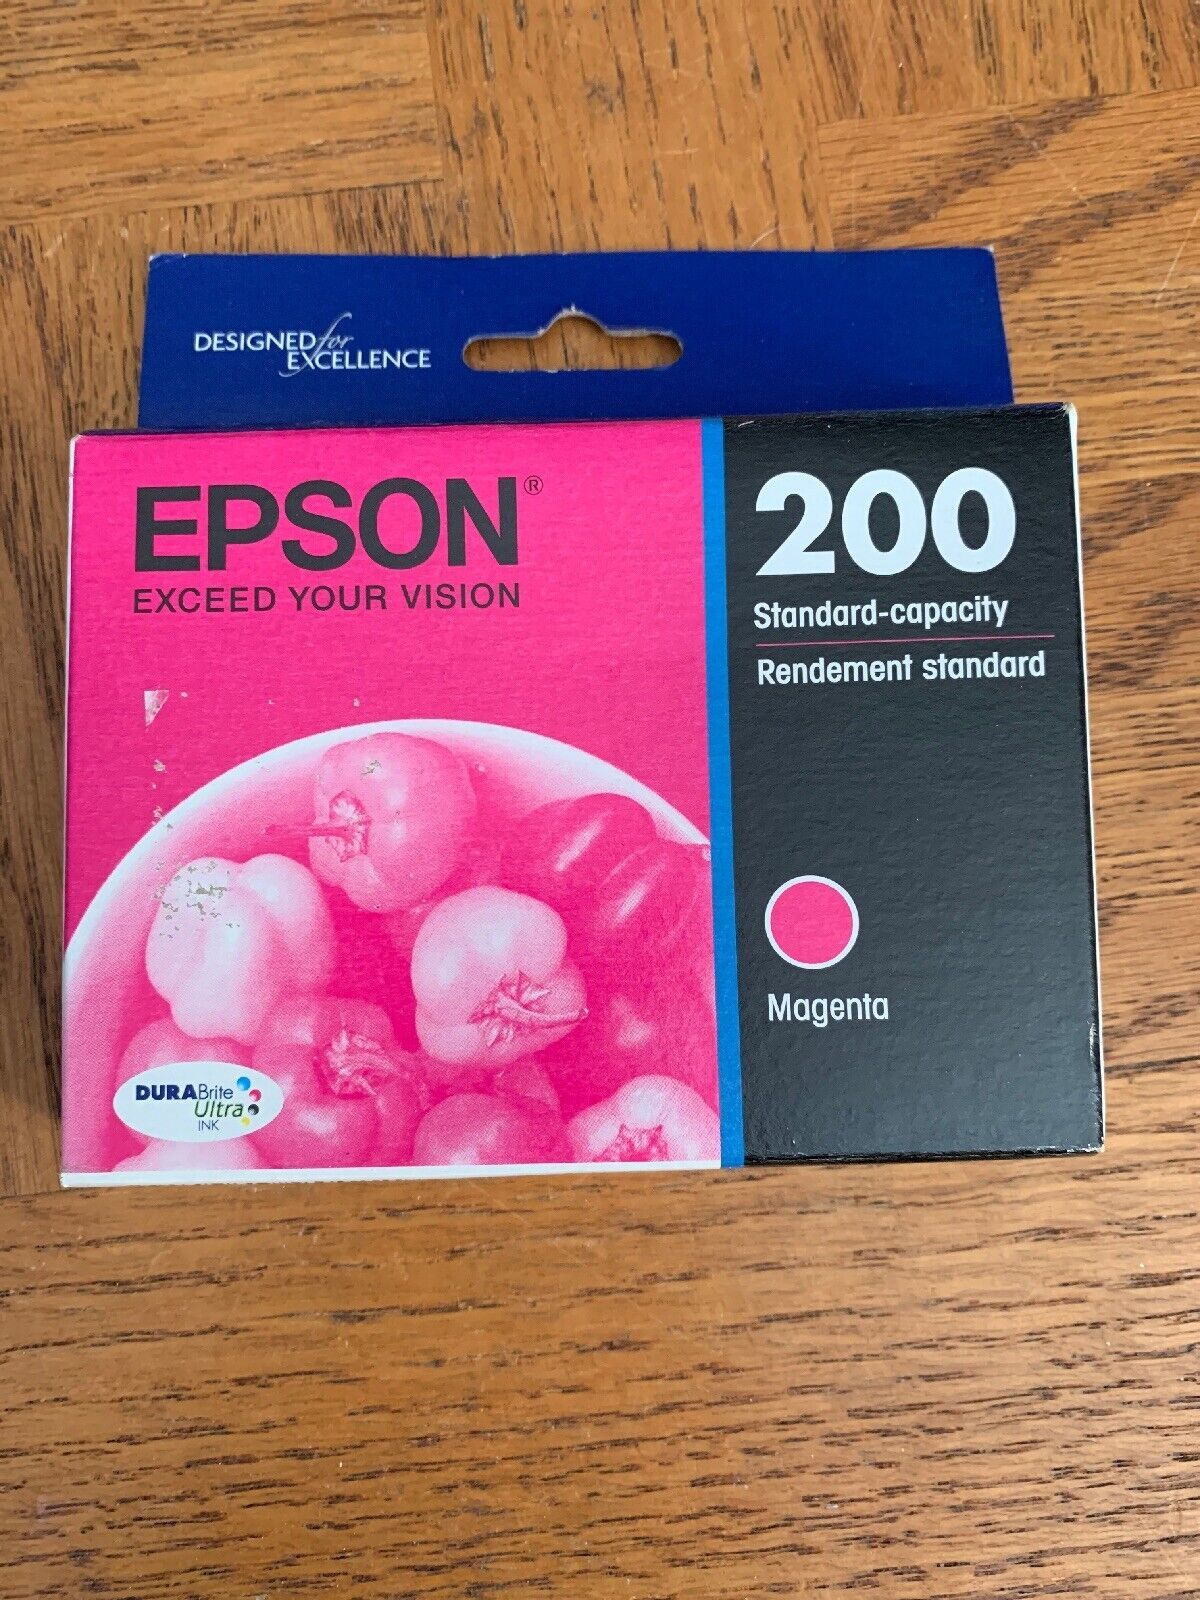 DESIGNED for
EXCELLENCE
EPSON®
EXCEED YOUR VISION
200
Standard-capacity
Rendement standard
Magenta
DURABrite
Ultra
INK